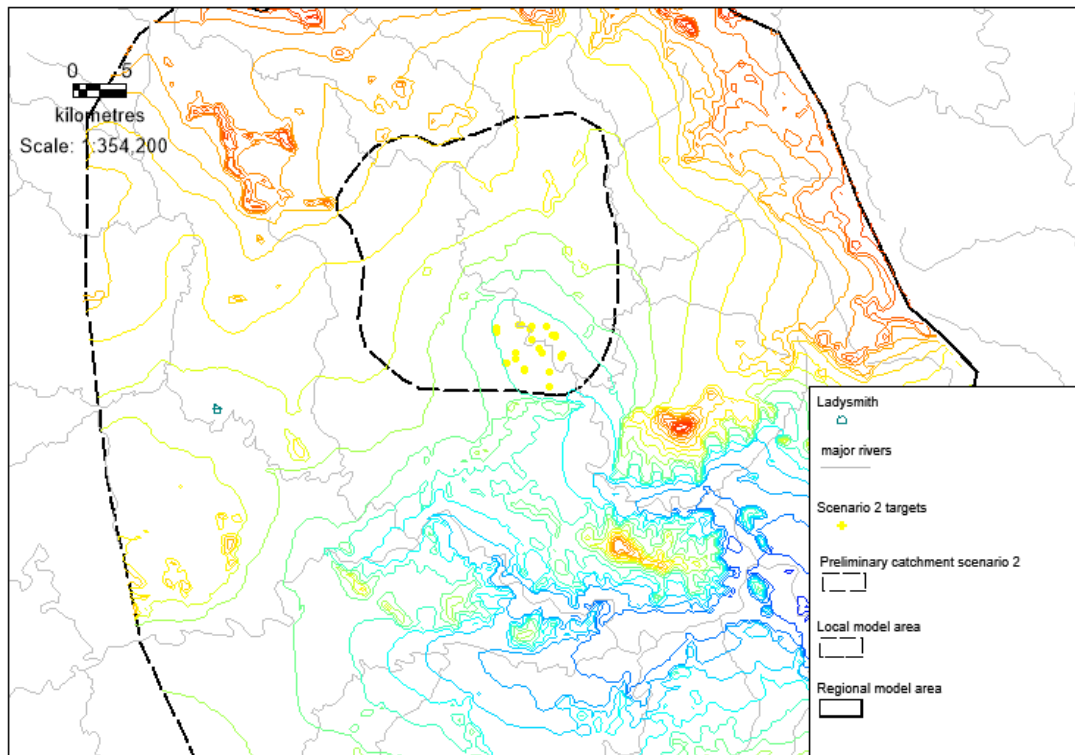 0 5
kilometres
Scale: 1:354,200
Ladysmith
major rivers
Scenario 2 targets
Preliminary catchment scenario 2
Local model area
Regional model area